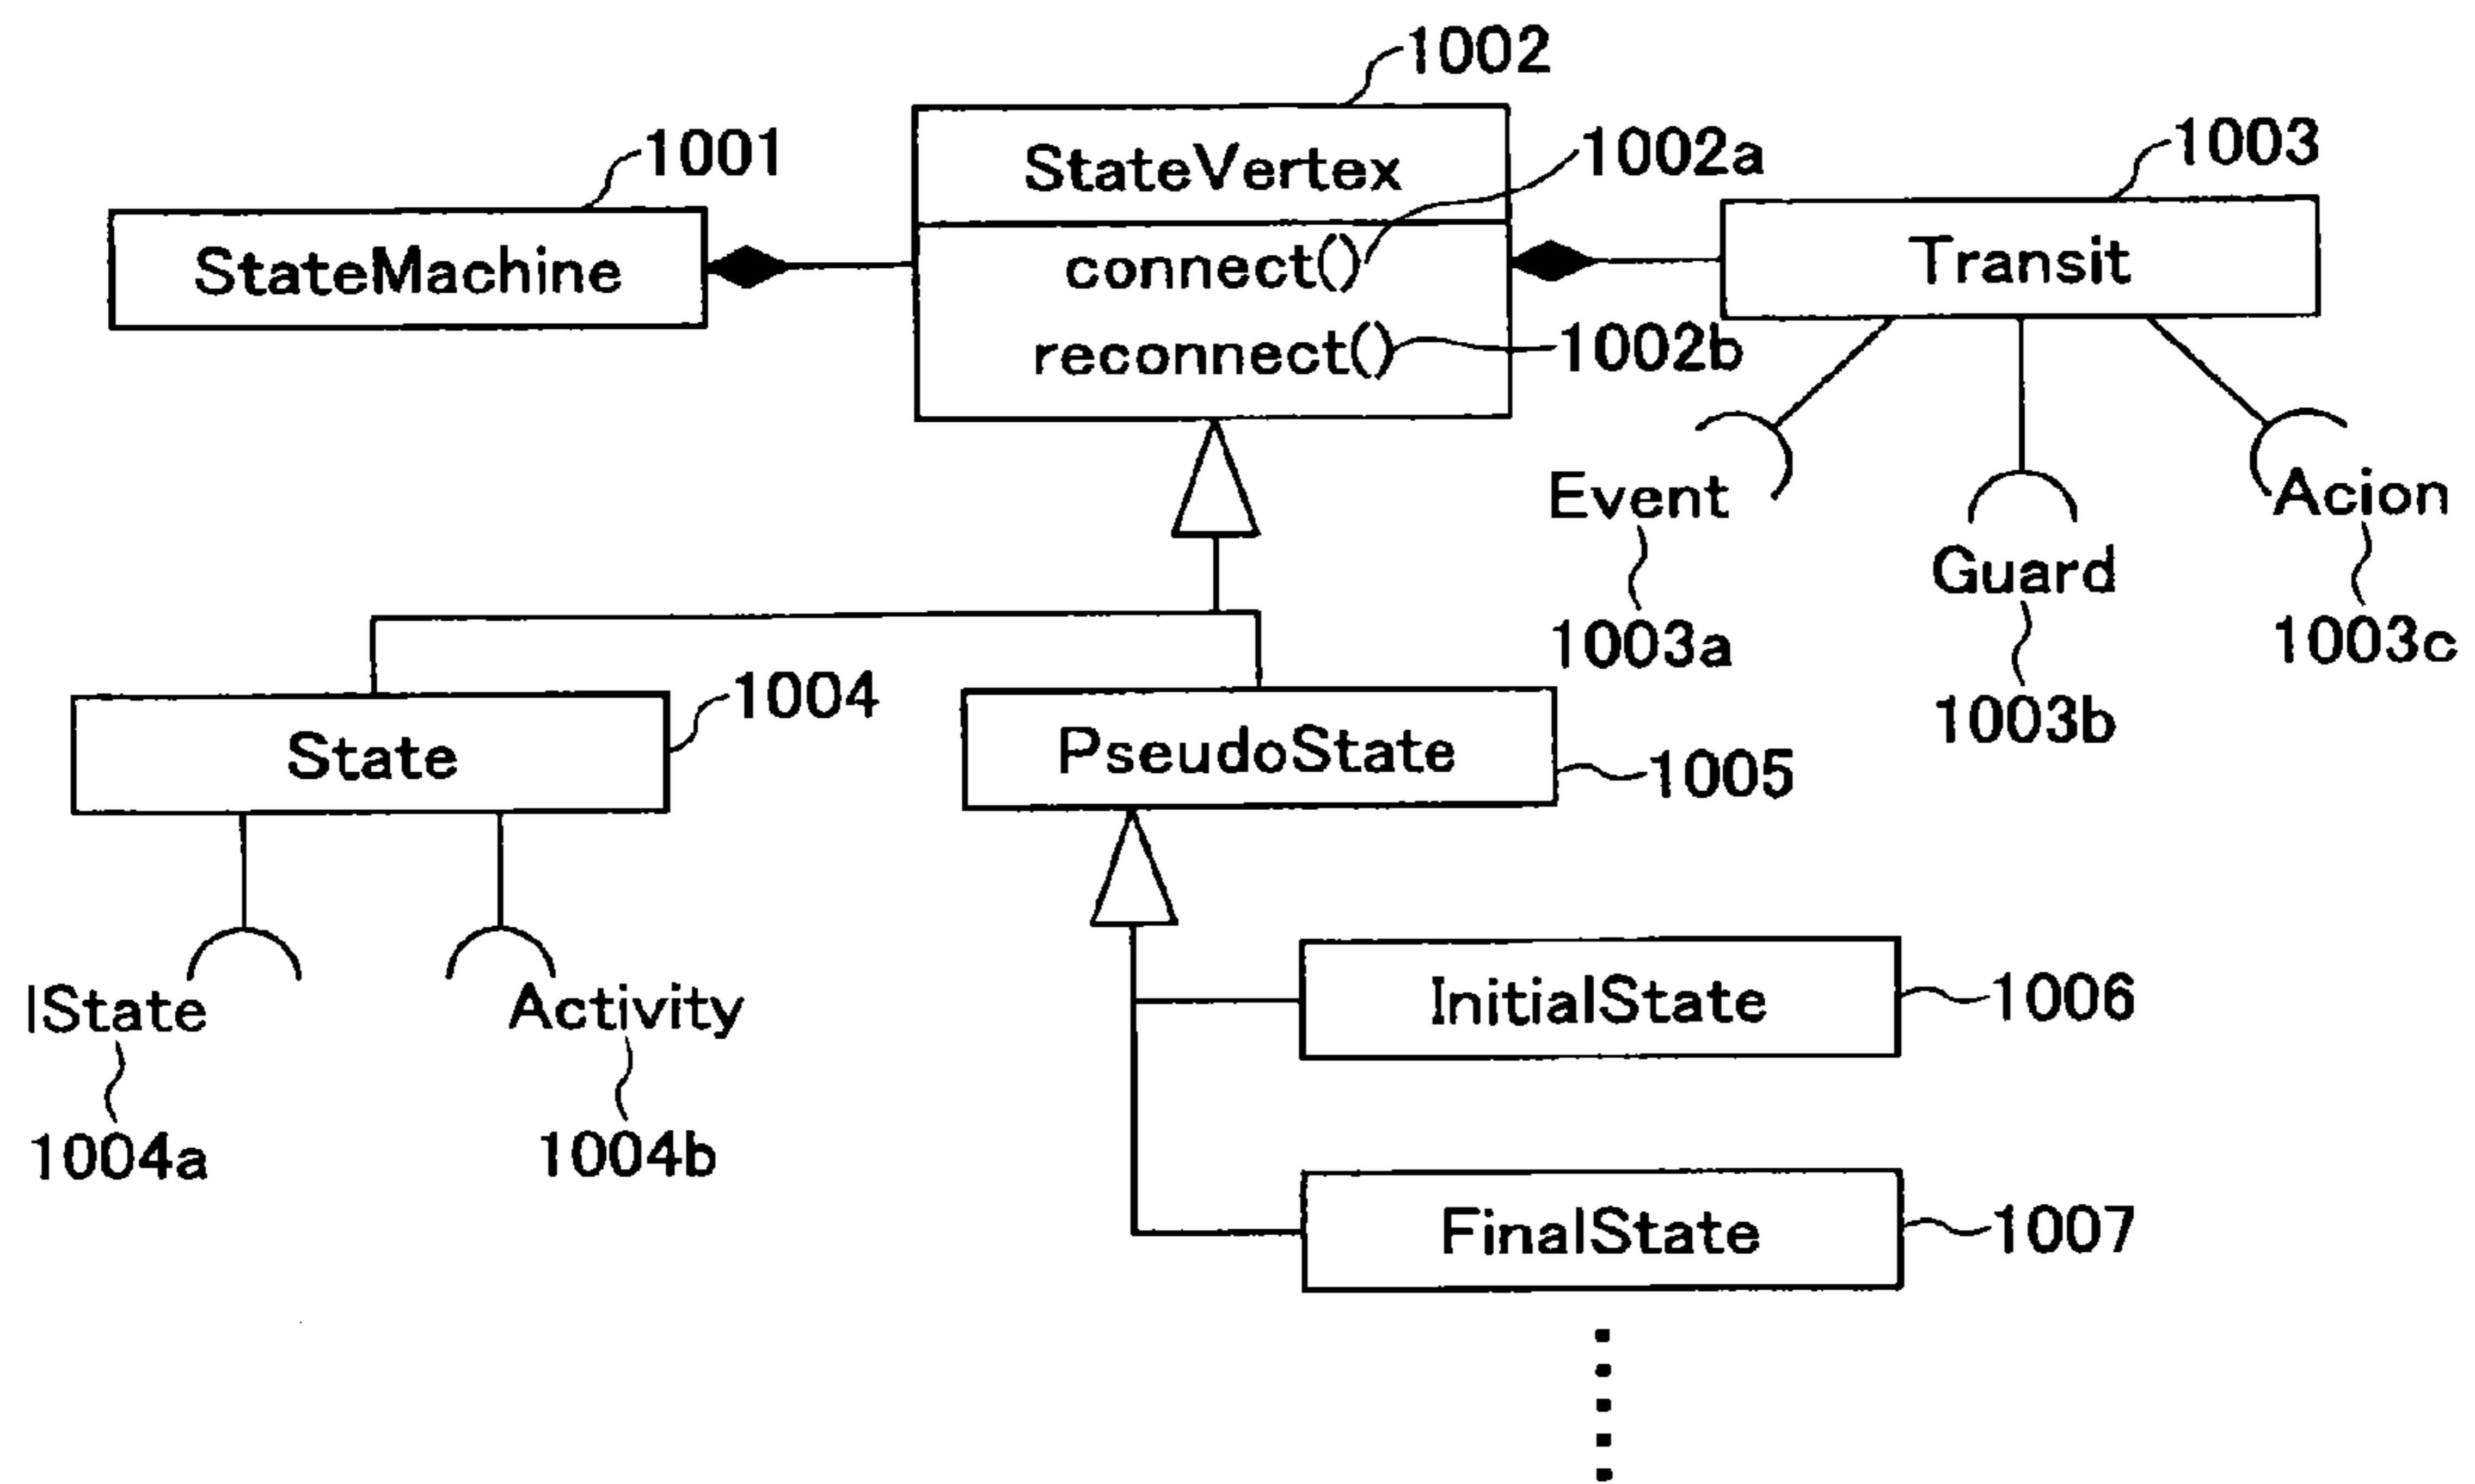 1002
1001
StateVertex
1002a
1003
StateMachine
connect()
Transit
reconnect()
1002b
Event
Guard
Acion
1003a
1003b
1003c
State
1004
PseudoState
1005
IState
Activity
1004a
1004b
InitialState
1006
FinalState
1007